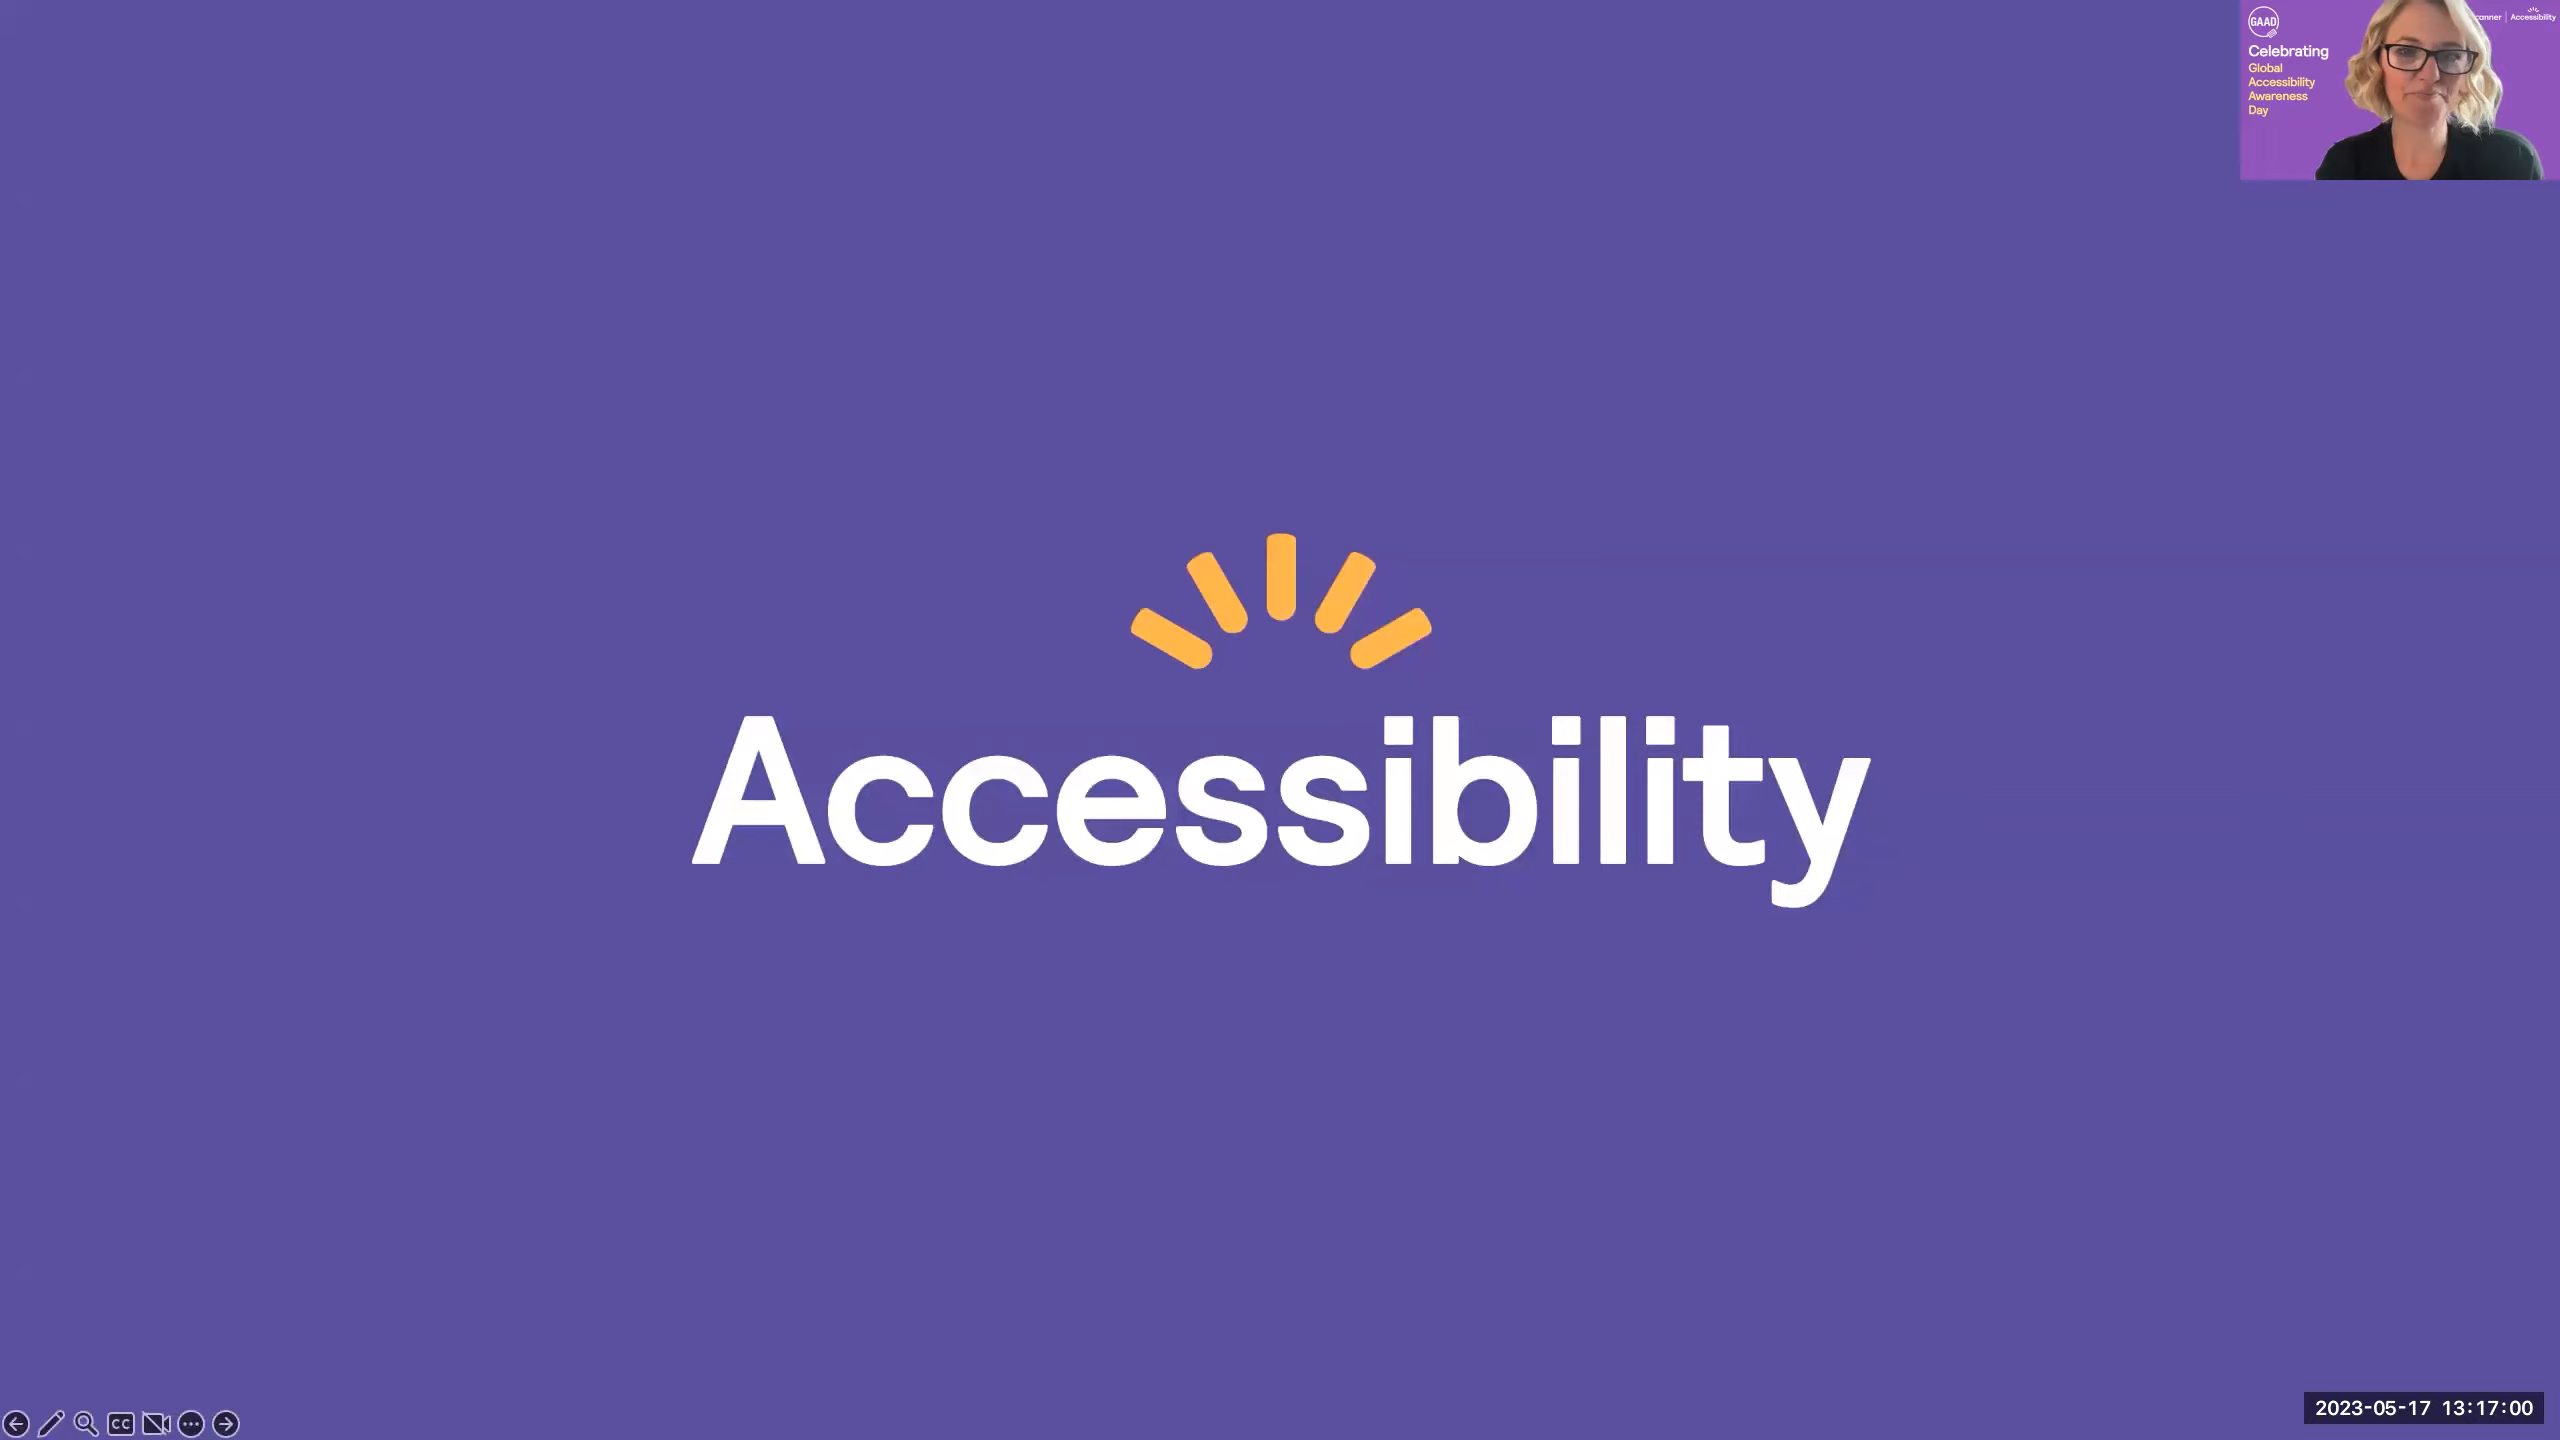 GAAD
Accessibility
Celebrating
Global
Accessibility
Awareness
Day
Accessibility
CC
2023-05-17 13:17:00